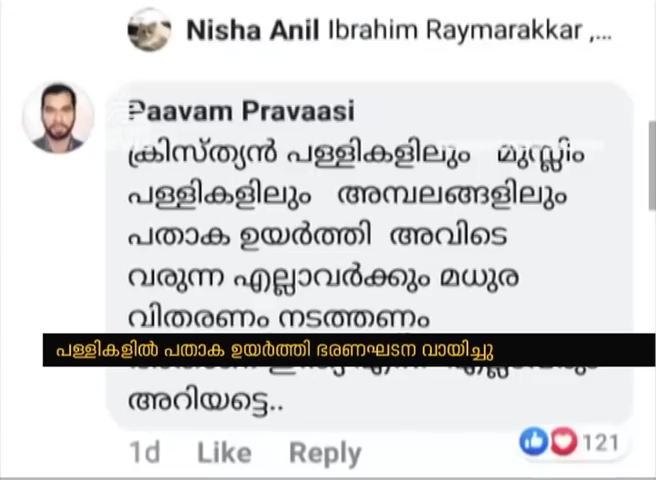 Nisha Anil Ibrahim Raymarakkar ,...
Paavam Pravaasi
ക്രിസ്ത്യൻ പള്ളികളിലും മുസ്ലിം
പള്ളികളിലും അമ്പലങ്ങളിലും
പതാക ഉയർത്തി അവിടെ
വരുന്ന എല്ലാവർക്കും മധുര
വിതരണം നടത്തണം
പള്ളികളിൽ പതാക ഉയർത്തി ഭരണഘടന വായിച്ചു
അറിയട്ടെ..
1d Like Reply 121